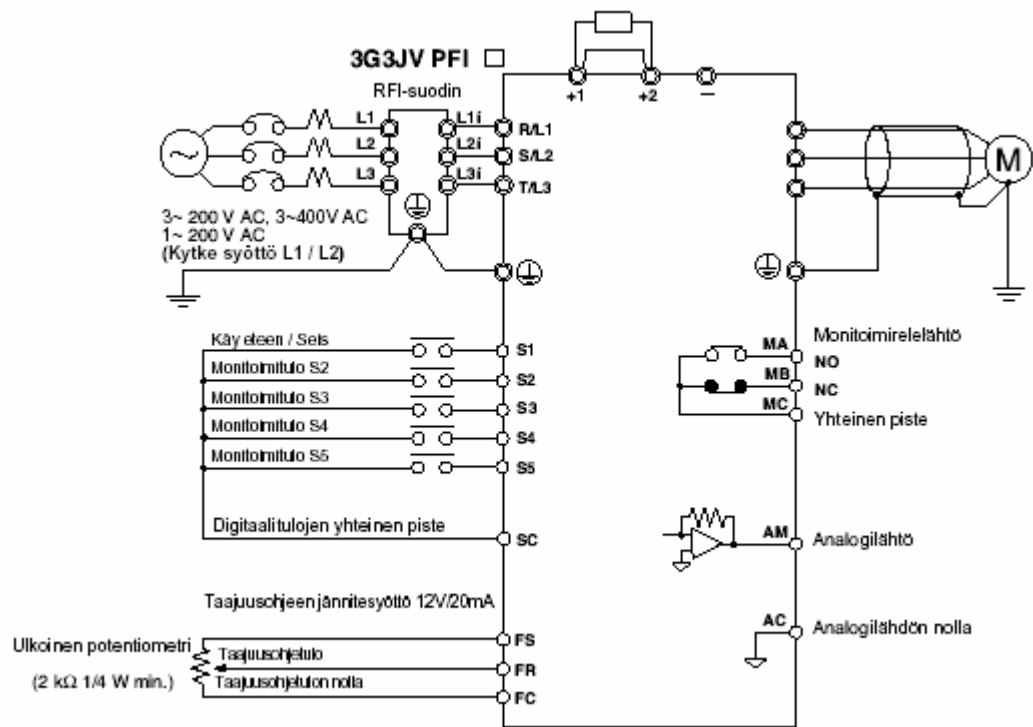 3G3JV PFI
RFI-suodin
+1
+2
–
L1
L1i
R/L1
L2
L2i
S/L2
L3
L3i
T/L3
M
3~ 200 V AC, 3~400V AC
1~ 200 V AC
(Kytke syöttö L1 / L2)
Käy eteen / Seis
S1
Monitoimitulo S2
S2
Monitoimitulo S3
S3
Monitoimitulo S4
S4
Monitoimitulo S5
S5
Digitaalitulojen yhteinen piste
SC
MA
Monitoimirelelähtö
NO
MB
NC
MC
Yhteinen piste
AM
Analogilähtö
AC
Analogilähdön nolla
Taajuusohjeen jännitesyöttö 12V/20mA
FS
Ulkoinen potentiometri
(2 kΩ 1/4 W min.)
Taajuusohjetulo
FR
Taajuusohjetulon nolla
FC